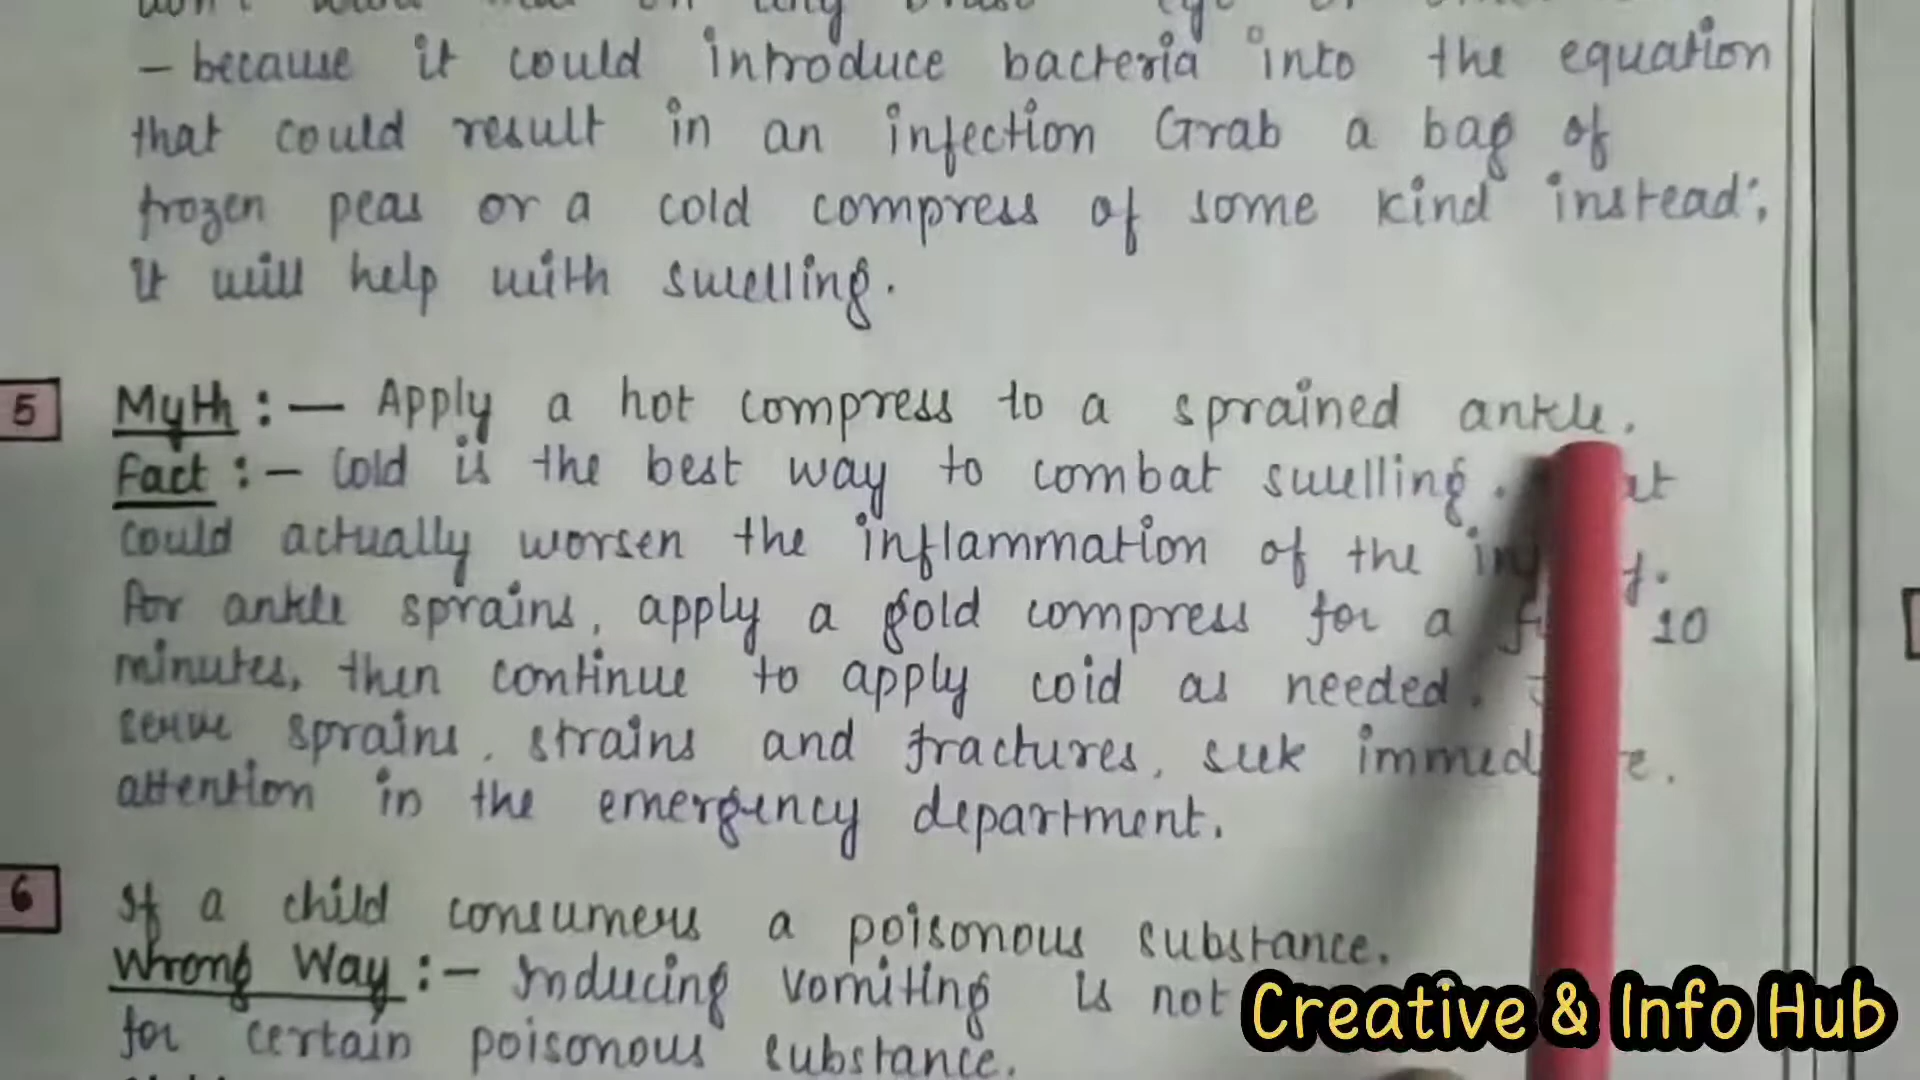 — because it could introduce bacteria into the equation
that could result in an infection Grab a bag of
frozen peas or a cold compress of some kind instead;
it will help with swelling.
5 Myth :— Apply a hot compress to a sprained ankle.
Fact :— Cold is the best way to combat swelling.
could actually worsen the inflammation of the
For ankle sprains, apply a gold compress for a 10
minutes, then continue to apply coid as needed.
serve sprains, strains and fractures, seek
attention in the emergency department.
6 If a child consumers a poisonous substance.
Wrong Way :— Inducing vomiting is not
for certain poisonous substance.
Creative & Info Hub